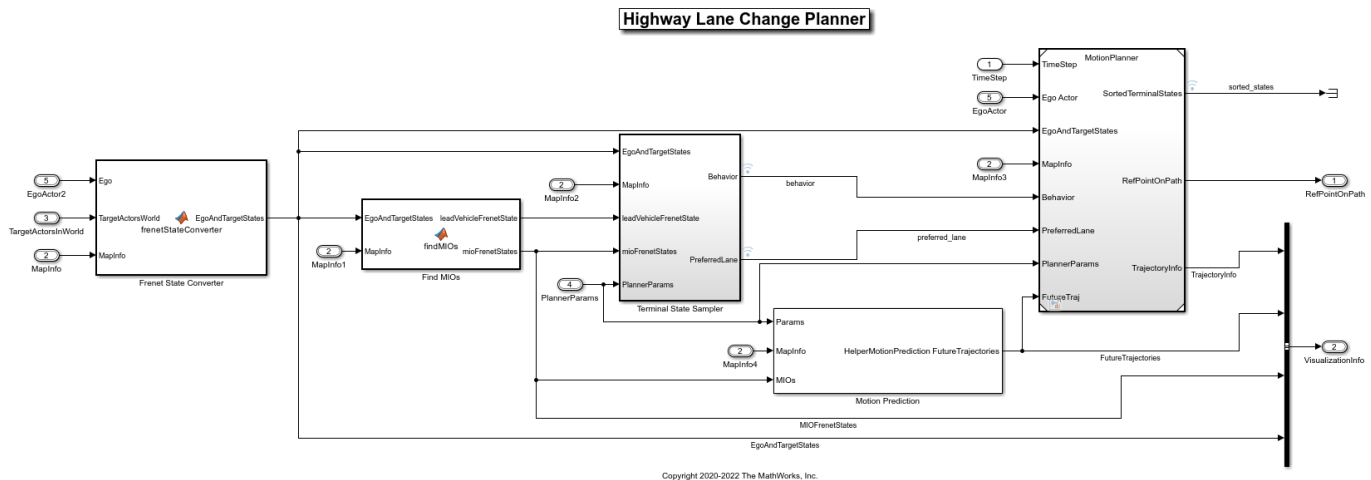 Highway Lane Change Planner
5
EgoActor2
3
TargetActorsInWorld
2
MapInfo
Ego
TargetActorsWorld
MapInfo
frenetStateConverter
EgoAndTargetStates
Frenet State Converter
2
MapInfo1
EgoAndTargetStates
MapInfo
findMIOs
leadVehicleFrenetState
mioFrenetStates
Find MIOs
2
MapInfo2
4
PlannerParams
EgoAndTargetStates
MapInfo
leadVehicleFrenetState
mioFrenetStates
PlannerParams
Behavior
PreferredLane
Terminal State Sampler
behavior
preferred_lane
2
MapInfo4
Params
MapInfo
MIOs
HelperMotionPrediction
FutureTrajectories
Motion Prediction
1
TimeStep
5
EgoActor
2
MapInfo3
MotionPlanner
TimeStep
Ego Actor
EgoAndTargetStates
MapInfo
Behavior
PreferredLane
PlannerParams
FutureTraj
SortedTerminalStates
RefPointOnPath
TrajectoryInfo
sorted_states
1
RefPointOnPath
TrajectoryInfo
FutureTrajectories
MIOFrenetStates
EgoAndTargetStates
2
VisualizationInfo
Copyright 2020-2022 The MathWorks, Inc.